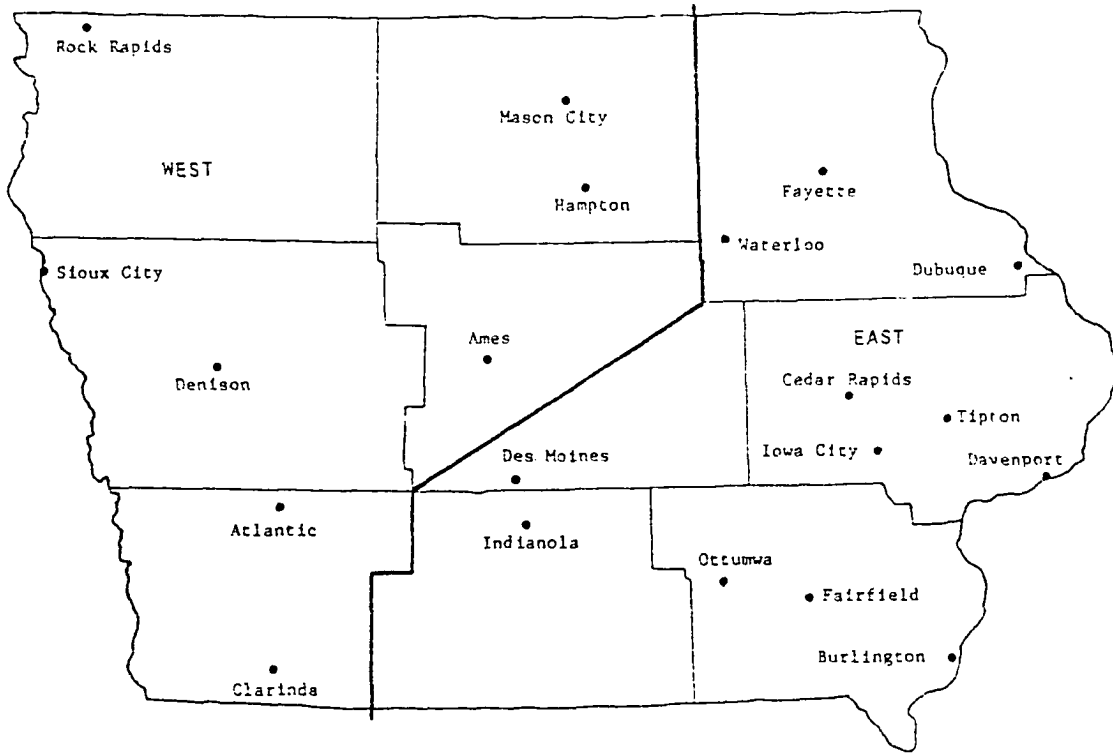 Rock Rapids
Mason City
WEST
Fayette
Hampton
Waterloo
Sioux City
Dubuque
Ames
EAST
Denison
Cedar Rapids
Tipton
Des Moines
Iowa City
Davenport
Atlantic
Indianola
Ottumwa
Fairfield
Burlington
Clarinda